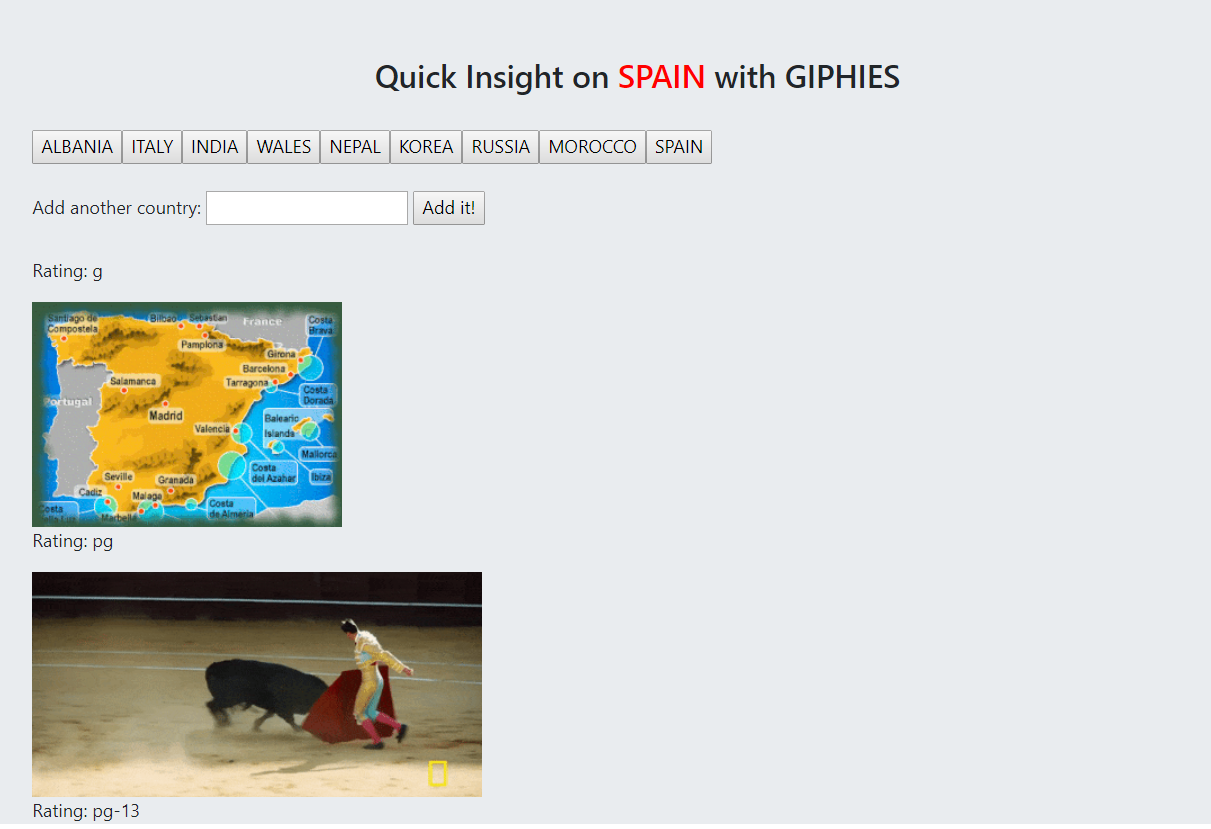 Quick Insight on SPAIN with GIPHIES
ALBANIA ITALY INDIA WALES NEPAL KOREA RUSSIA MOROCCO SPAIN
Add another country: Add it!
Rating: g
Santiago de
Compostela
Bilbao
Sebastian
France
Costa
Brava
Pamplona
Girona
Barcelona
Tarragona
Salamanca
Costa
Dorada
Portugal
Madrid
Balearic
Islands
Valencia
Mallorca
Costa
del Azahar
Ibiza
Seville
Granada
Cadiz
Malaga
Costa
Costa
de Almeria
Marbella
Rating: pg
Rating: pg-13